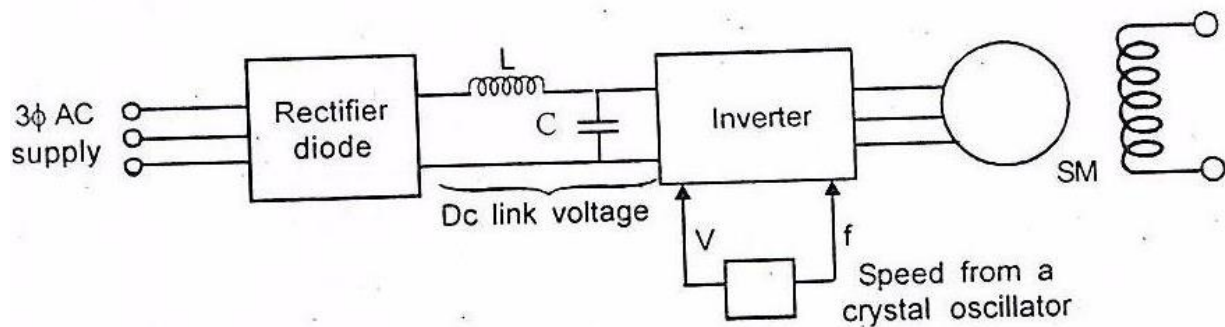 3ϕ AC
supply
Rectifier
diode
L
C
Dc link voltage
Inverter
V
f
SM
Speed from a
crystal oscillator